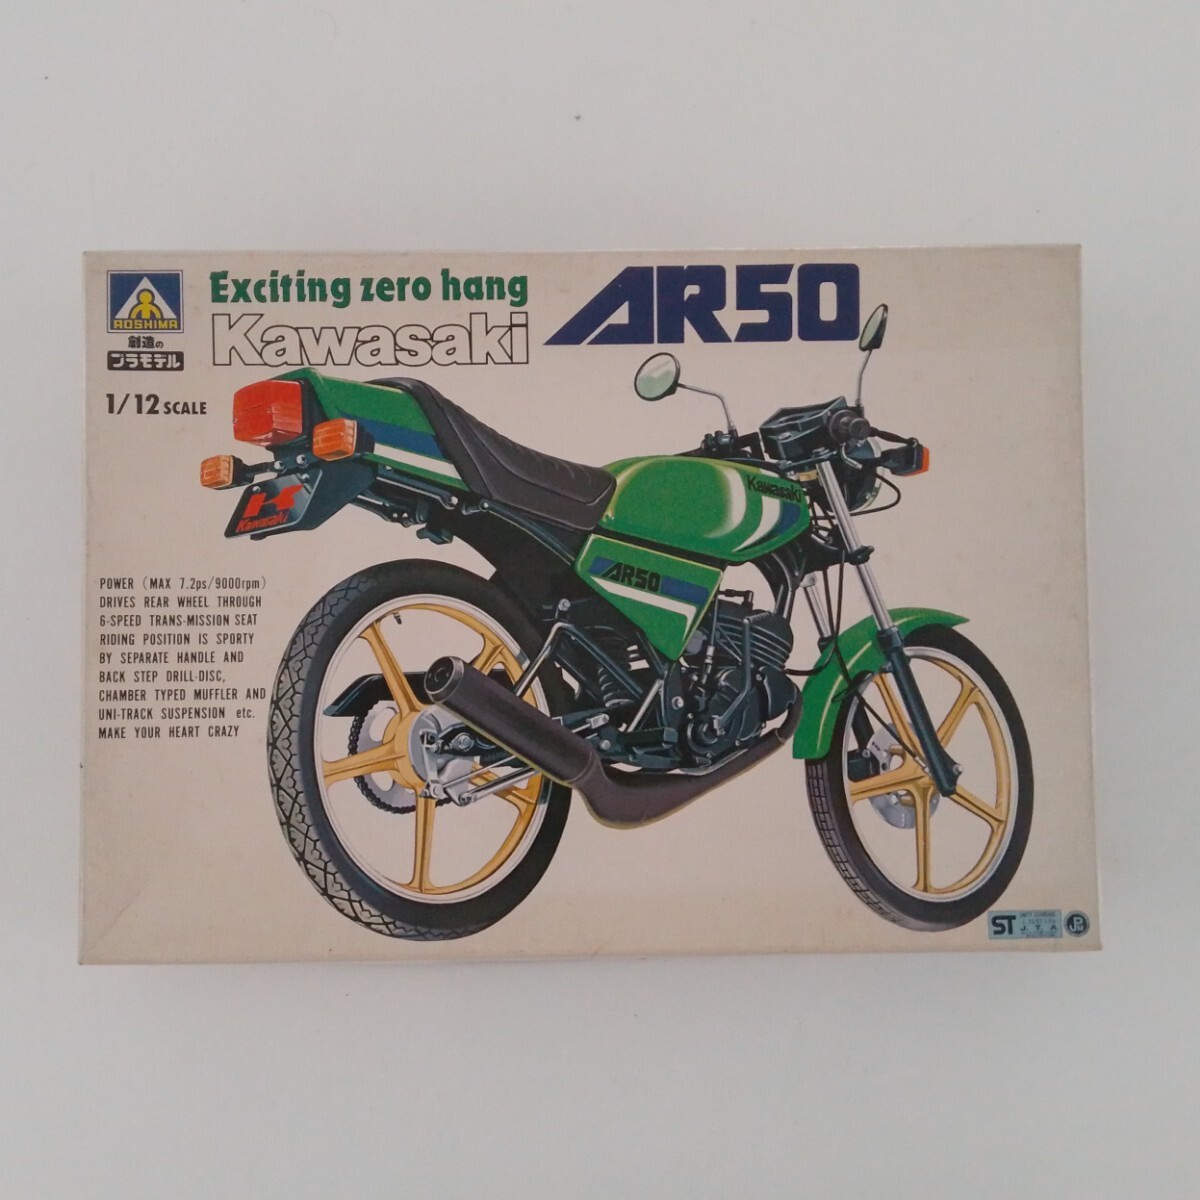 AOSHIMA
創造の
プラモデル
1/12 SCALE
Exciting zero hang
Kawasaki
AR50
Kawasaki
AR50
K
Kawasaki
POWER (MAX 7.2ps/9000rpm)
DRIVES REAR WHEEL THROUGH
6-SPEED TRANS-MISSION SEAT
RIDING POSITION IS SPORTY
BY SEPARATE HANDLE AND
BACK STEP DRILL-DISC,
CHAMBER TYPED MUFFLER AND
UNI-TRACK SUSPENSION etc.
MAKE YOUR HEART CRAZY
ST
J. T. A